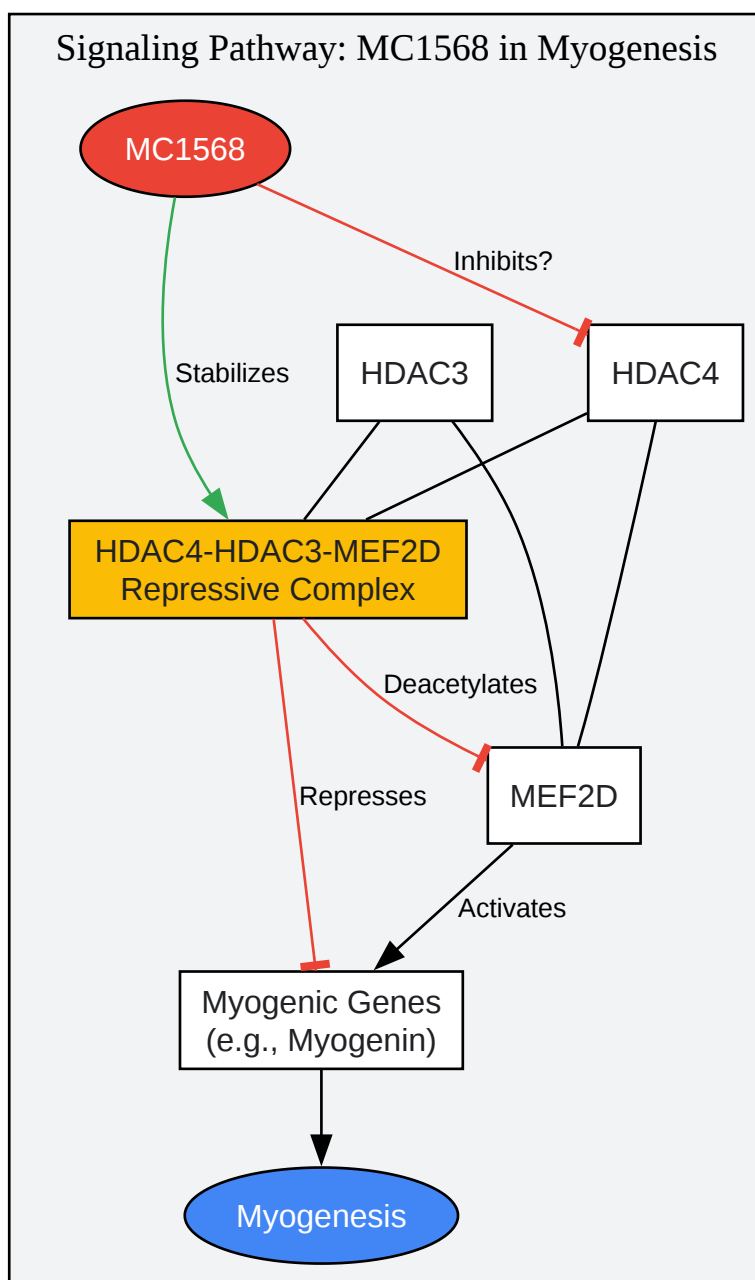 Signaling Pathway: MC1568 in Myogenesis
MC1568
Inhibits?
Stabilizes
HDAC3
HDAC4
HDAC4-HDAC3-MEF2D
Repressive Complex
Deacetylates
Represses
MEF2D
Activates
Myogenic Genes
(e.g., Myogenin)
Myogenesis